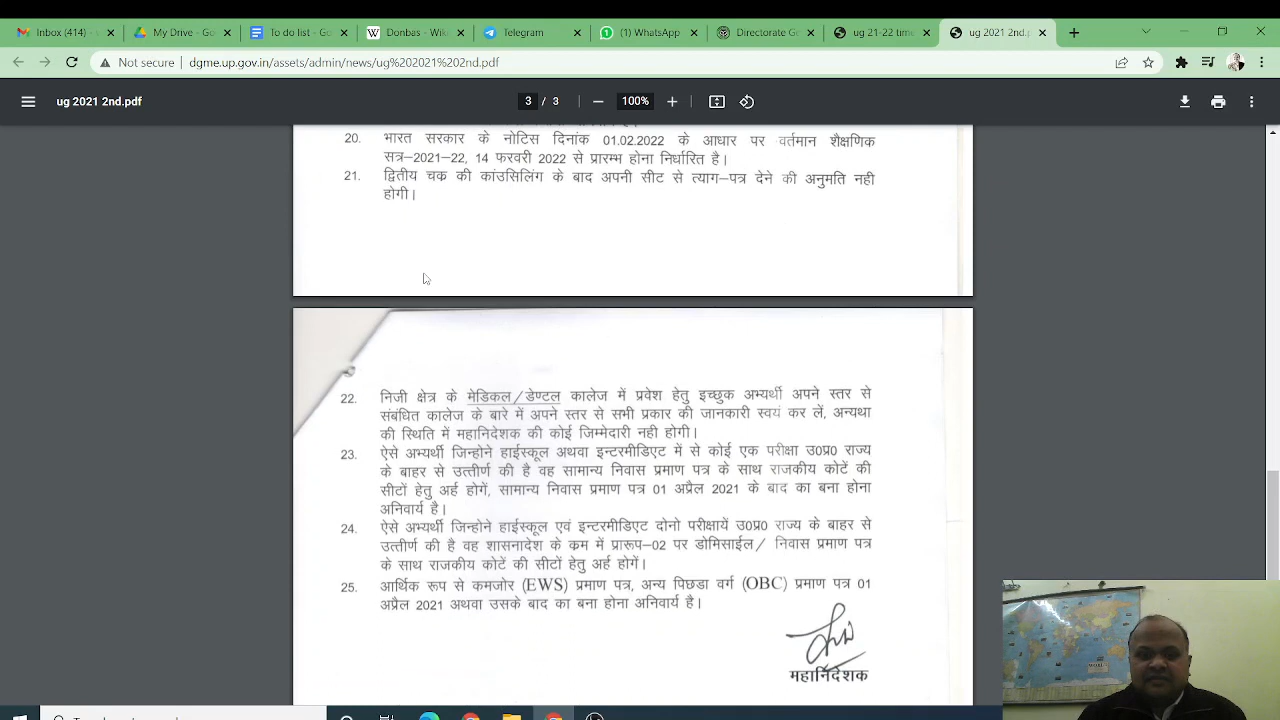 Inbox (414) -
My Drive - Go
To do list - Go
Donbas - Wiki
Telegram
(1) WhatsApp
Directorate Ge
ug 21-22 time
ug 2021 2nd.p
Not secure
dgme.up.gov.in/assets/admin/news/ug%202021%202nd.pdf
ug 2021 2nd.pdf
3 / 3
100%
20. भारत सरकार के नोटिस दिनांक 01.02.2022 के आधार पर वर्तमान शैक्षणिक
सत्र–2021–22, 14 फरवरी 2022 से प्रारम्भ होना निर्धारित है।
21. द्वितीय चक्र की कांउसिलिंग के बाद अपनी सीट से त्याग–पत्र देने की अनुमति नही
होगी।
22. निजी क्षेत्र के मेडिकल/डेण्टल कालेज में प्रवेश हेतु इच्छुक अभ्यर्थी अपने स्तर से
संबंधित कालेज के बारे में अपने स्तर से सभी प्रकार की जानकारी स्वयं कर लें, अन्यथा
की स्थिति में महानिदेशक की कोई जिम्मेदारी नही होगी।
23. ऐसे अभ्यर्थी जिन्होने हाईस्कूल अथवा इन्टरमीडिएट में से कोई एक परीक्षा उ0प्र0 राज्य
के बाहर से उत्तीर्ण की है वह सामान्य निवास प्रमाण पत्र के साथ राजकीय कोटें की
सीटों हेतु अर्ह होगें, सामान्य निवास प्रमाण पत्र 01 अप्रैल 2021 के बाद का बना होना
अनिवार्य है।
24. ऐसे अभ्यर्थी जिन्होने हाईस्कूल एवं इन्टरमीडिएट दोनो परीक्षायें उ0प्र0 राज्य के बाहर से
उत्तीर्ण की है वह शासनादेश के कम में प्रारूप–02 पर डोमिसाईल/ निवास प्रमाण पत्र
के साथ राजकीय कोटें की सीटों हेतु अर्ह होगें।
25. आर्थिक रूप से कमजोर (EWS) प्रमाण पत्र, अन्य पिछडा वर्ग (OBC) प्रमाण पत्र 01
अप्रैल 2021 अथवा उसके बाद का बना होना अनिवार्य है।
महानिदेशक